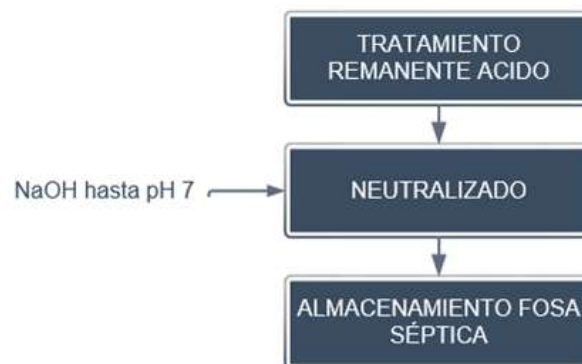 TRATAMIENTO
REMANENTE ACIDO
NaOH hasta pH 7
NEUTRALIZADO
ALMACENAMIENTO FOSA
SÉPTICA